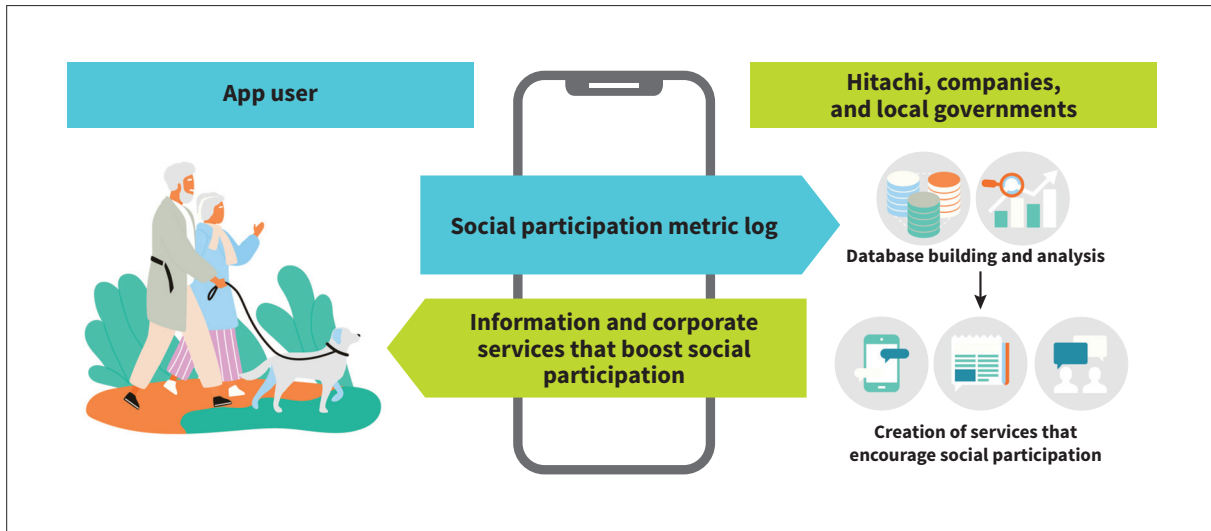 App user
Hitachi, companies,
and local governments
Social participation metric log
Database building and analysis
Information and corporate
services that boost social
participation
Creation of services that
encourage social participation